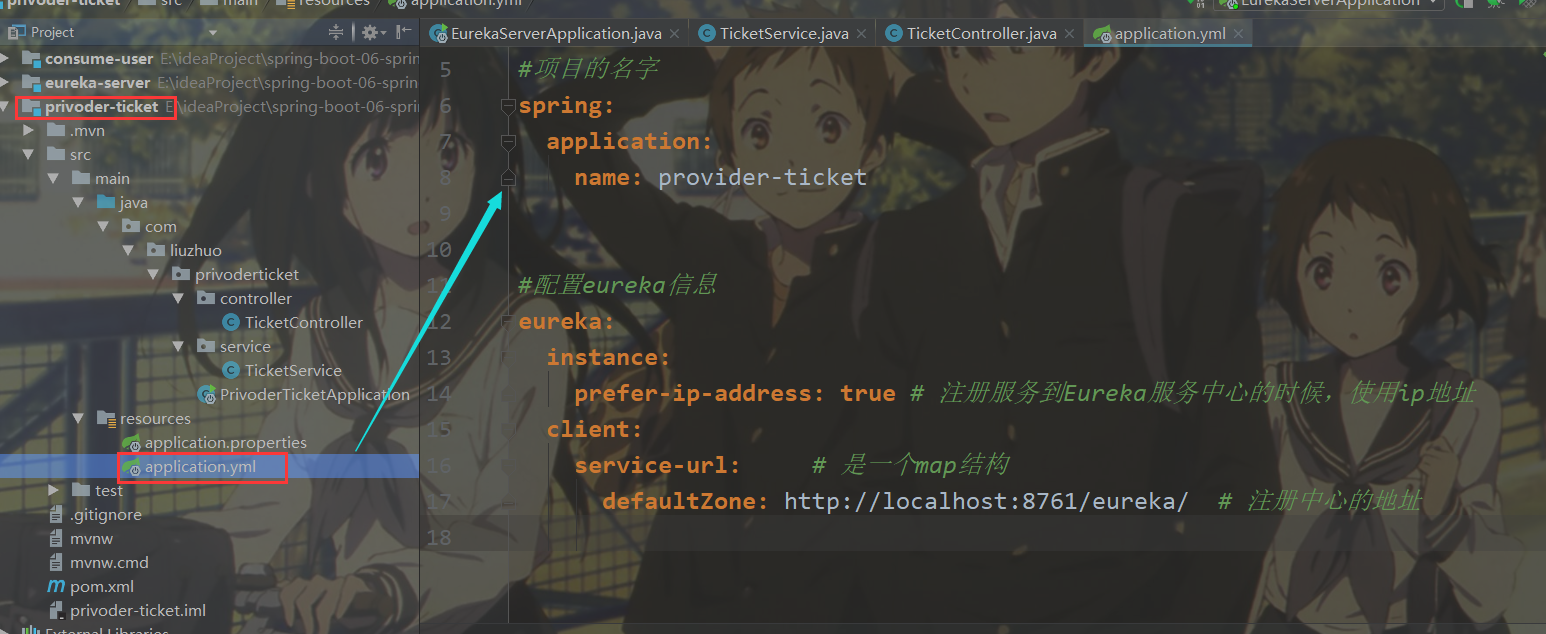 privoder-ticket src main resources application.yml
EurekaServerApplication
Project
EurekaServerApplication.java TicketService.java TicketController.java application.yml
consume-user E:\ideaProject\spring-boot-06-sprin
eureka-server E:\ideaProject\spring-boot-06-sprin
privoder-ticket E:\ideaProject\spring-boot-06-sprin
.mvn
src
main
java
com
liuzhuo
privoderticket
controller
TicketController
service
TicketService
PrivoderTicketApplication
resources
application.properties
application.yml
test
.gitignore
mvnw
mvnw.cmd
pom.xml
privoder-ticket.iml
External Libraries
5 #项目的名字
6 spring:
7 application:
8 name: provider-ticket
9
10
11 #配置eureka信息
12 eureka:
13 instance:
14 prefer-ip-address: true # 注册服务到Eureka服务中心的时候，使用ip地址
15 client:
16 service-url: # 是一个map结构
17 defaultZone: http://localhost:8761/eureka/ # 注册中心的地址
18